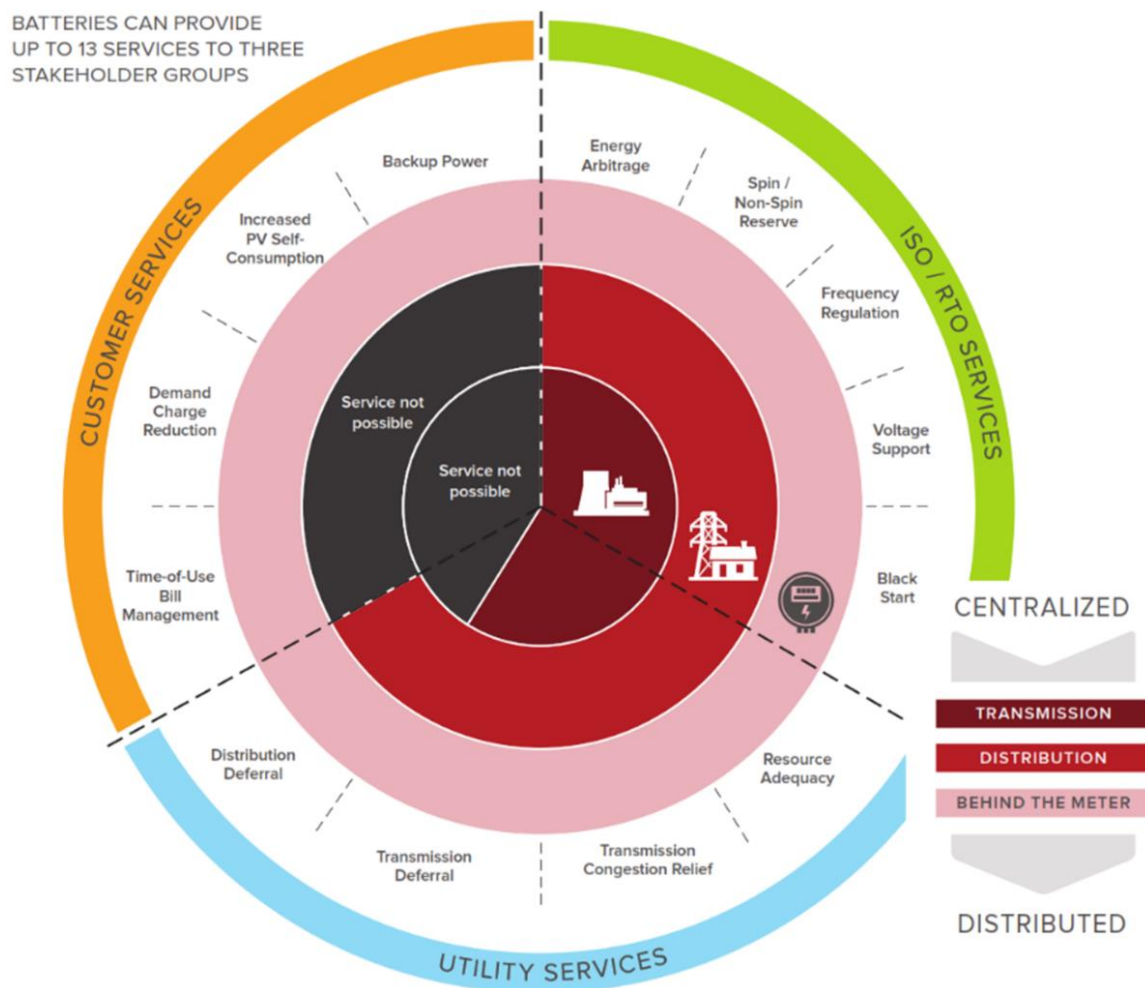 BATTERIES CAN PROVIDE
UP TO 13 SERVICES TO THREE
STAKEHOLDER GROUPS
CUSTOMER SERVICES
Backup Power
Increased
PV Self-
Consumption
Demand
Charge
Reduction
Time-of-Use
Bill
Management
ISO / RTO SERVICES
Energy
Arbitrage
Spin /
Non-Spin
Reserve
Frequency
Regulation
Voltage
Support
Black
Start
Service not
possible
Service not
possible
UTILITY SERVICES
Distribution
Deferral
Transmission
Deferral
Transmission
Congestion Relief
Resource
Adequacy
CENTRALIZED
TRANSMISSION
DISTRIBUTION
BEHIND THE METER
DISTRIBUTED